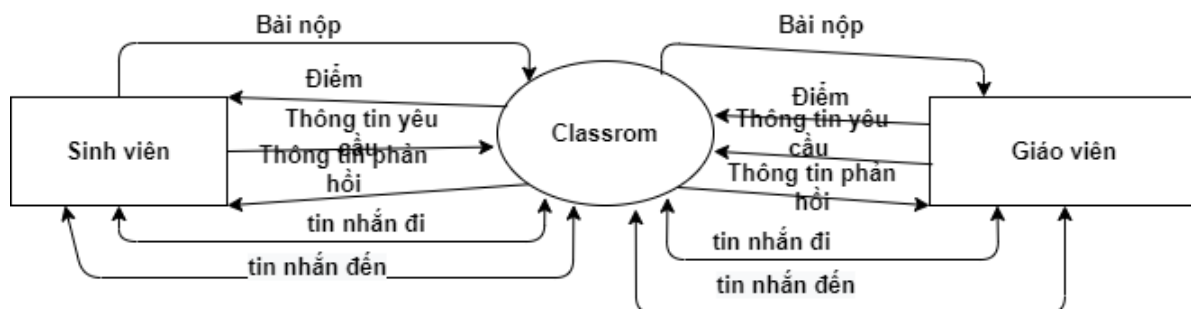 Bài nộp
Điểm
Thông tin yêu
cầu
Thông tin phản
hồi
tin nhắn đi
tin nhắn đến
Sinh viên
Classrom
Bài nộp
Điểm
Thông tin yêu
cầu
Thông tin phản
hồi
tin nhắn đi
tin nhắn đến
Giáo viên